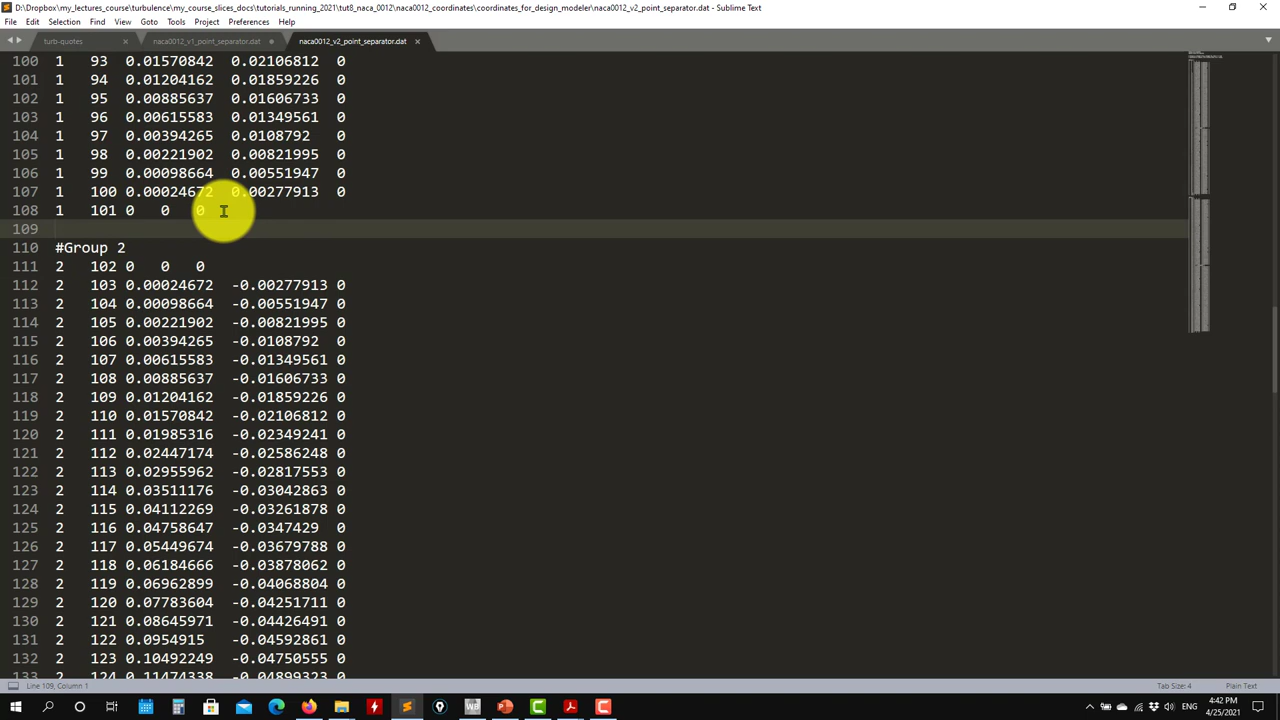 D:\Dropbox\my_lectures_course\turbulence\my_course_slices_docs\tutorials_running_2021\tut8_naca_0012\naca0012_coordinates\coordinates_for_design_modeler\naca0012_v2_point_separator.dat - Sublime Text
File Edit Selection Find View Goto Tools Project Preferences Help
turb-quotes naca0012_v1_point_separator.dat naca0012_v2_point_separator.dat
100 1 93 0.01570842 0.02106812 0
101 1 94 0.01204162 0.01859226 0
102 1 95 0.00885637 0.01606733 0
103 1 96 0.00615583 0.01349561 0
104 1 97 0.00394265 0.0108792 0
105 1 98 0.00221902 0.00821995 0
106 1 99 0.00098664 0.00551947 0
107 1 100 0.00024672 0.00277913 0
108 1 101 0 0 0
109
110 #Group 2
111 2 102 0 0 0
112 2 103 0.00024672 -0.00277913 0
113 2 104 0.00098664 -0.00551947 0
114 2 105 0.00221902 -0.00821995 0
115 2 106 0.00394265 -0.0108792 0
116 2 107 0.00615583 -0.01349561 0
117 2 108 0.00885637 -0.01606733 0
118 2 109 0.01204162 -0.01859226 0
119 2 110 0.01570842 -0.02106812 0
120 2 111 0.01985316 -0.02349241 0
121 2 112 0.02447174 -0.02586248 0
122 2 113 0.02955962 -0.02817553 0
123 2 114 0.03511176 -0.03042863 0
124 2 115 0.04112269 -0.03261878 0
125 2 116 0.04758647 -0.0347429 0
126 2 117 0.05449674 -0.03679788 0
127 2 118 0.06184666 -0.03878062 0
128 2 119 0.06962899 -0.04068804 0
129 2 120 0.07783604 -0.04251711 0
130 2 121 0.08645971 -0.04426491 0
131 2 122 0.0954915 -0.04592861 0
132 2 123 0.10492249 -0.04750555 0
133 2 124 0.11474338 -0.04899323 0
Line 109, Column 1 Tab Size: 4 Plain Text
ENG 4:42 PM
4/25/2021